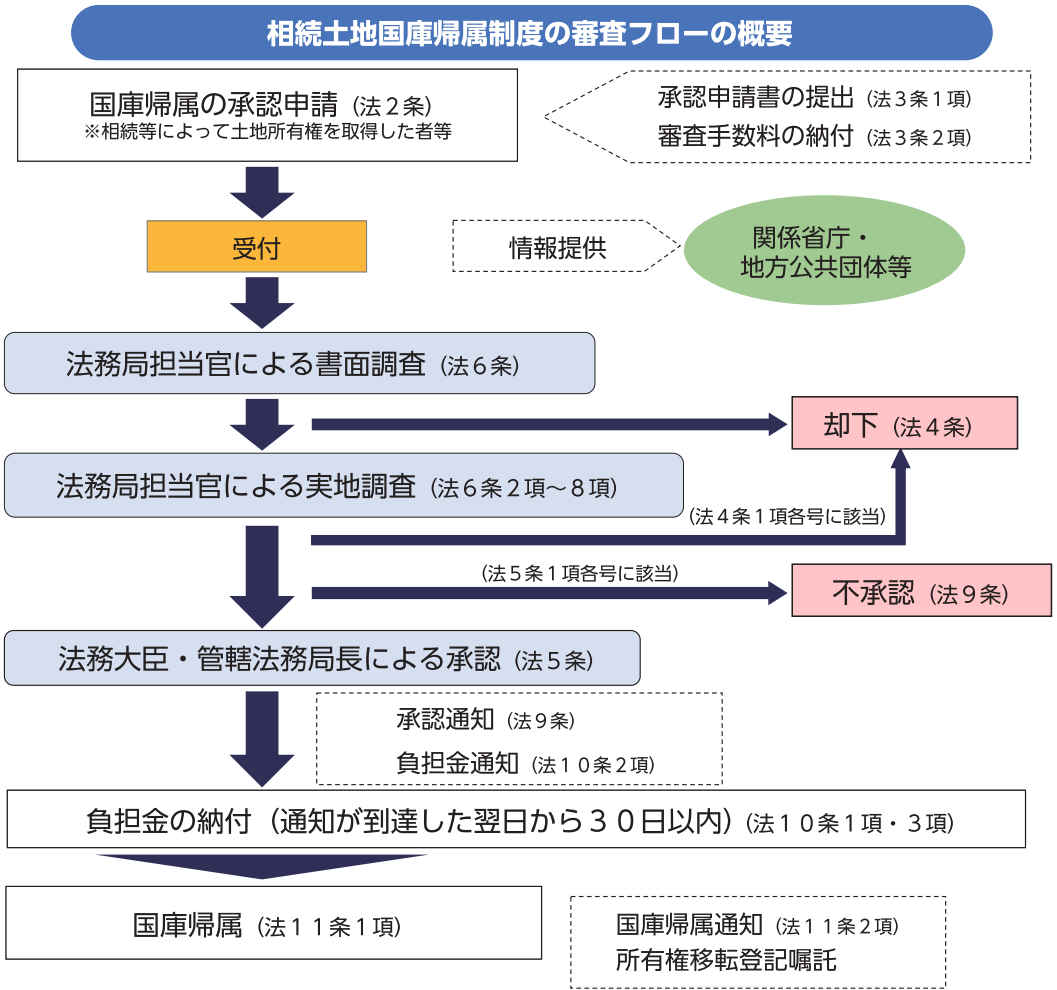 相続土地国庫帰属制度の審査フローの概要
国庫帰属の承認申請（法２条）
※相続等によって土地所有権を取得した者等
承認申請書の提出（法３条１項）
審査手数料の納付（法３条２項）
受付
情報提供
関係省庁・
地方公共団体等
法務局担当官による書面調査（法６条）
却下（法４条）
法務局担当官による実地調査（法６条２項～８項）
（法４条１項各号に該当）
（法５条１項各号に該当）
不承認（法９条）
法務大臣・管轄法務局長による承認（法５条）
承認通知（法９条）
負担金通知（法１０条２項）
負担金の納付（通知が到達した翌日から３０日以内）（法１０条１項・３項）
国庫帰属（法１１条１項）
国庫帰属通知（法１１条２項）
所有権移転登記嘱託